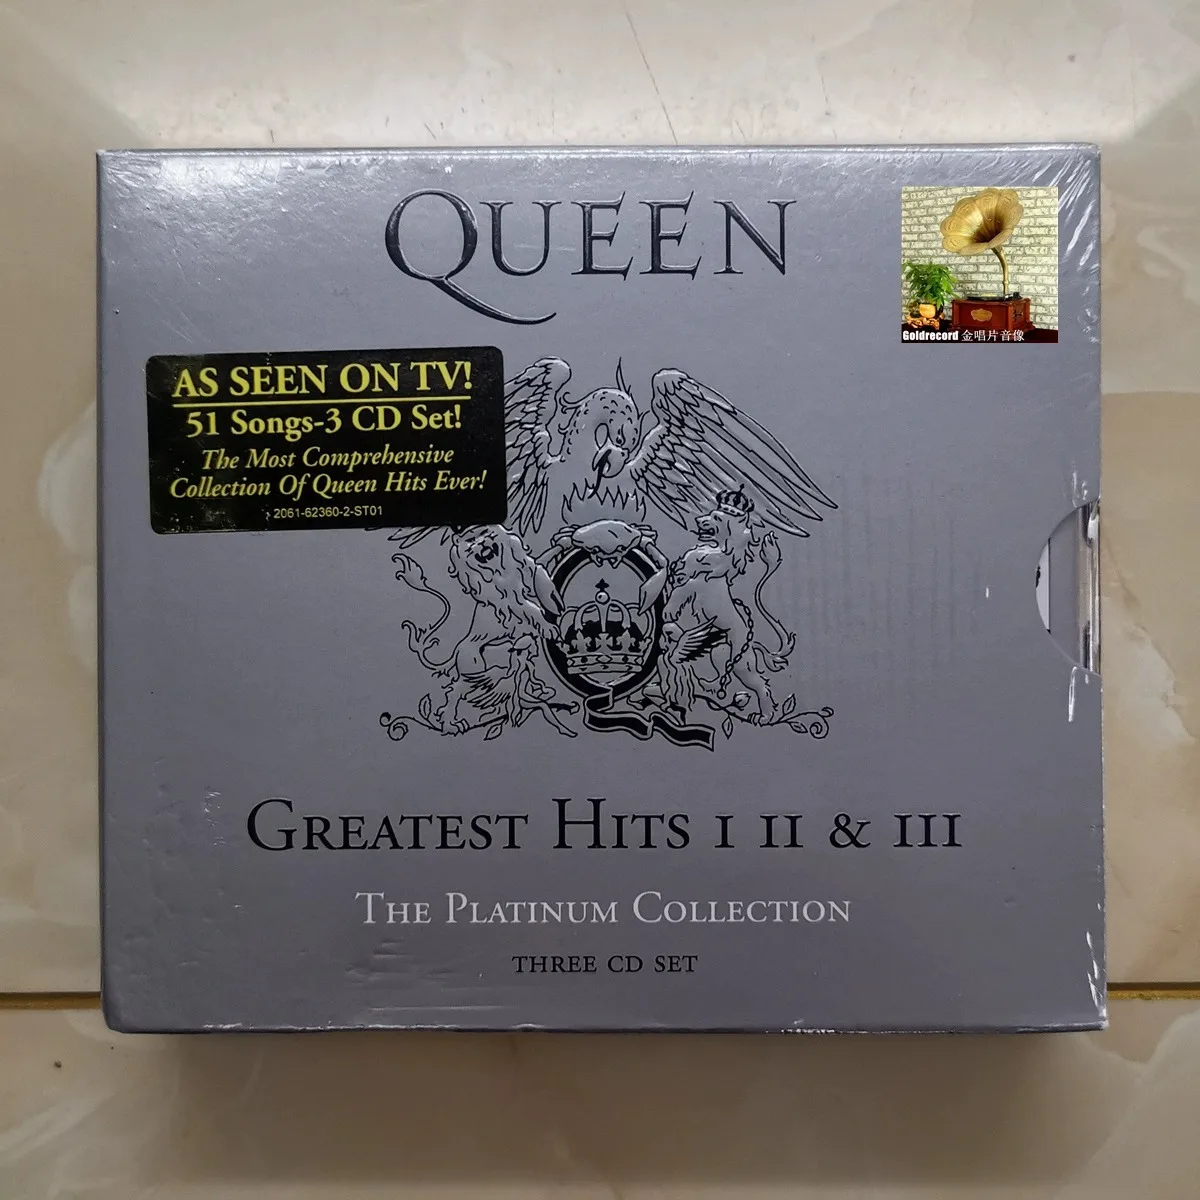 QUEEN
Goldrecord 金唱片音像
AS SEEN ON TV!
51 Songs-3 CD Set!
The Most Comprehensive
Collection Of Queen Hits Ever!
2061-62360-2-ST01
GREATEST HITS I II & III
THE PLATINUM COLLECTION
THREE CD SET